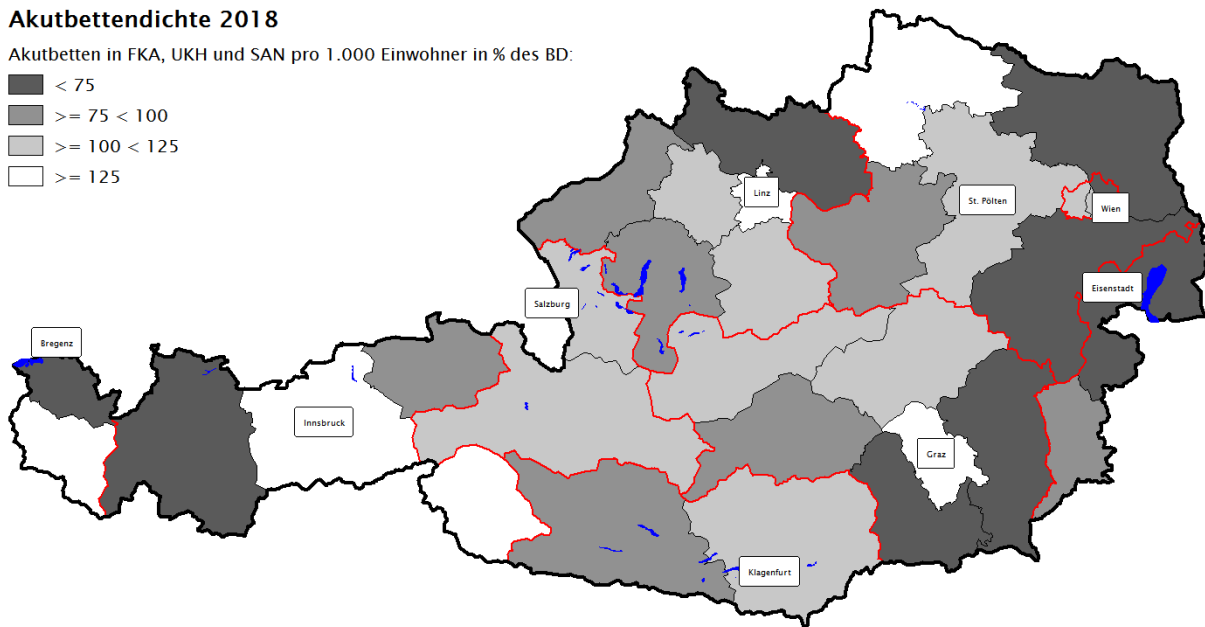 Akutbettendichte 2018
Akutbetten in FKA, UKH und SAN pro 1.000 Einwohner in % des BD:
< 75
>= 75 < 100
>= 100 < 125
>= 125
Linz
St. Pölten
Wien
Eisenstadt
Salzburg
Bregenz
Innsbruck
Graz
Klagenfurt